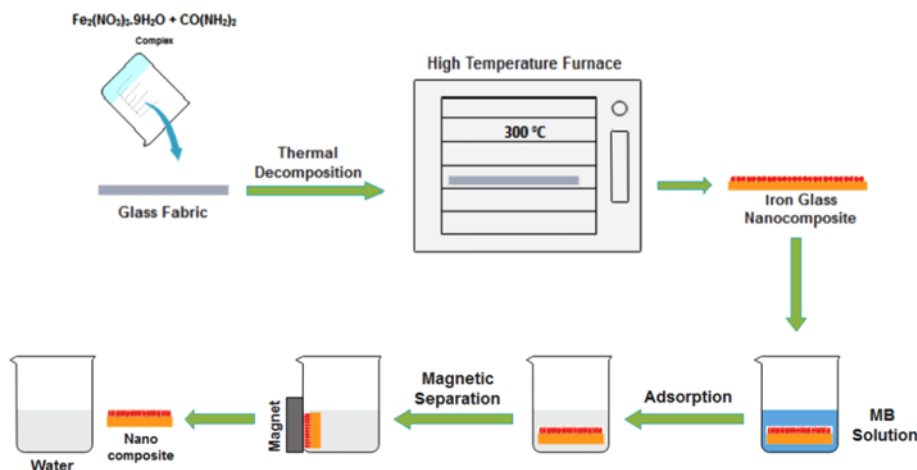 Fe₂(NO₃)₃.9H₂O + CO(NH₂)₂
Complex
High Temperature Furnace
300 ºC
Thermal
Decomposition
Glass Fabric
Iron Glass
Nanocomposite
Magnetic
Separation
Adsorption
MB
Solution
Magnet
Nano
composite
Water